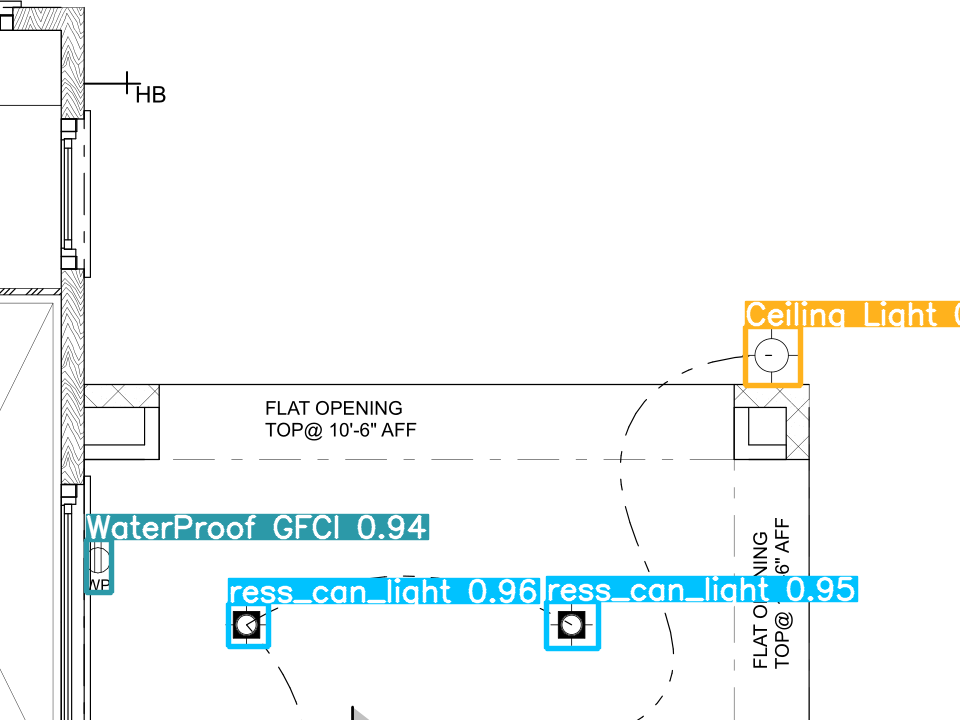 HB
Ceiling Light
FLAT OPENING
TOP@ 10'-6" AFF
WaterProof GFCI 0.94
WP
ress_can_light 0.96
ress_can_light 0.95
FLAT
TOP@ 6" AFF